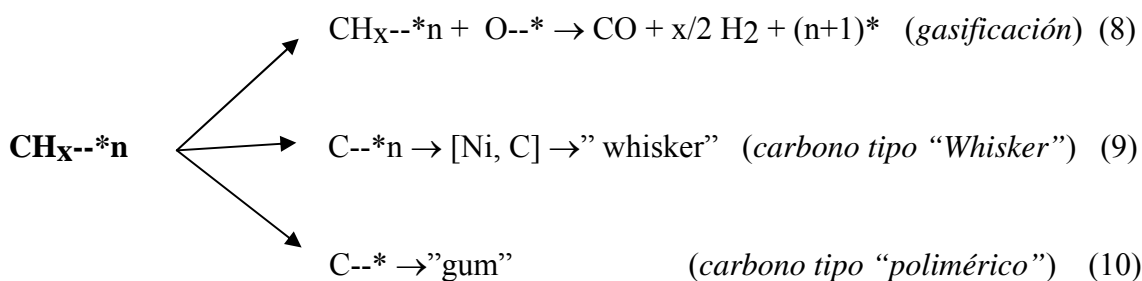 CHx--*n + O--* → CO + x/2 H2 + (n+1)* (gasificación) (8)
CHx--*n C--*n → [Ni, C] →” whisker” (carbono tipo “Whisker”) (9)
C--* →”gum” (carbono tipo “polimérico”) (10)